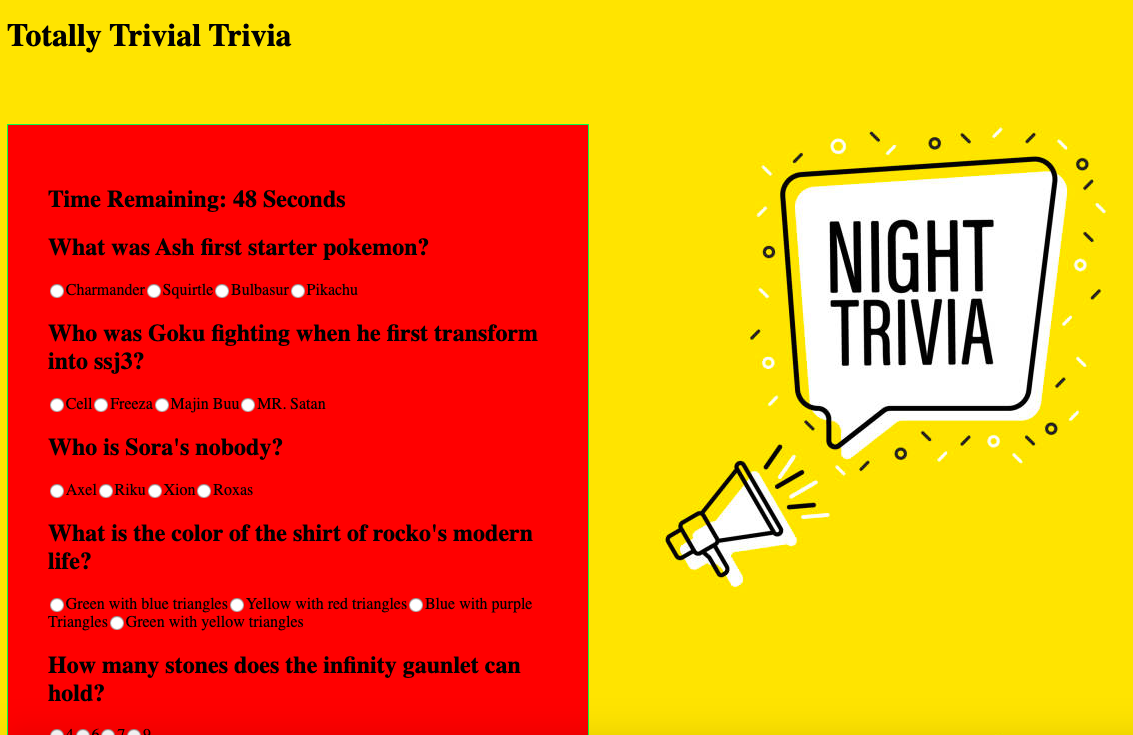 Totally Trivial Trivia
Time Remaining: 48 Seconds
What was Ash first starter pokemon?
Charmander Squirtle Bulbasur Pikachu
Who was Goku fighting when he first transform
into ssj3?
Cell Freeza Majin Buu MR. Satan
Who is Sora's nobody?
Axel Riku Xion Roxas
What is the color of the shirt of rocko's modern
life?
Green with blue triangles Yellow with red triangles Blue with purple
Triangles Green with yellow triangles
How many stones does the infinity gaunlet can
hold?
NIGHT
TRIVIA